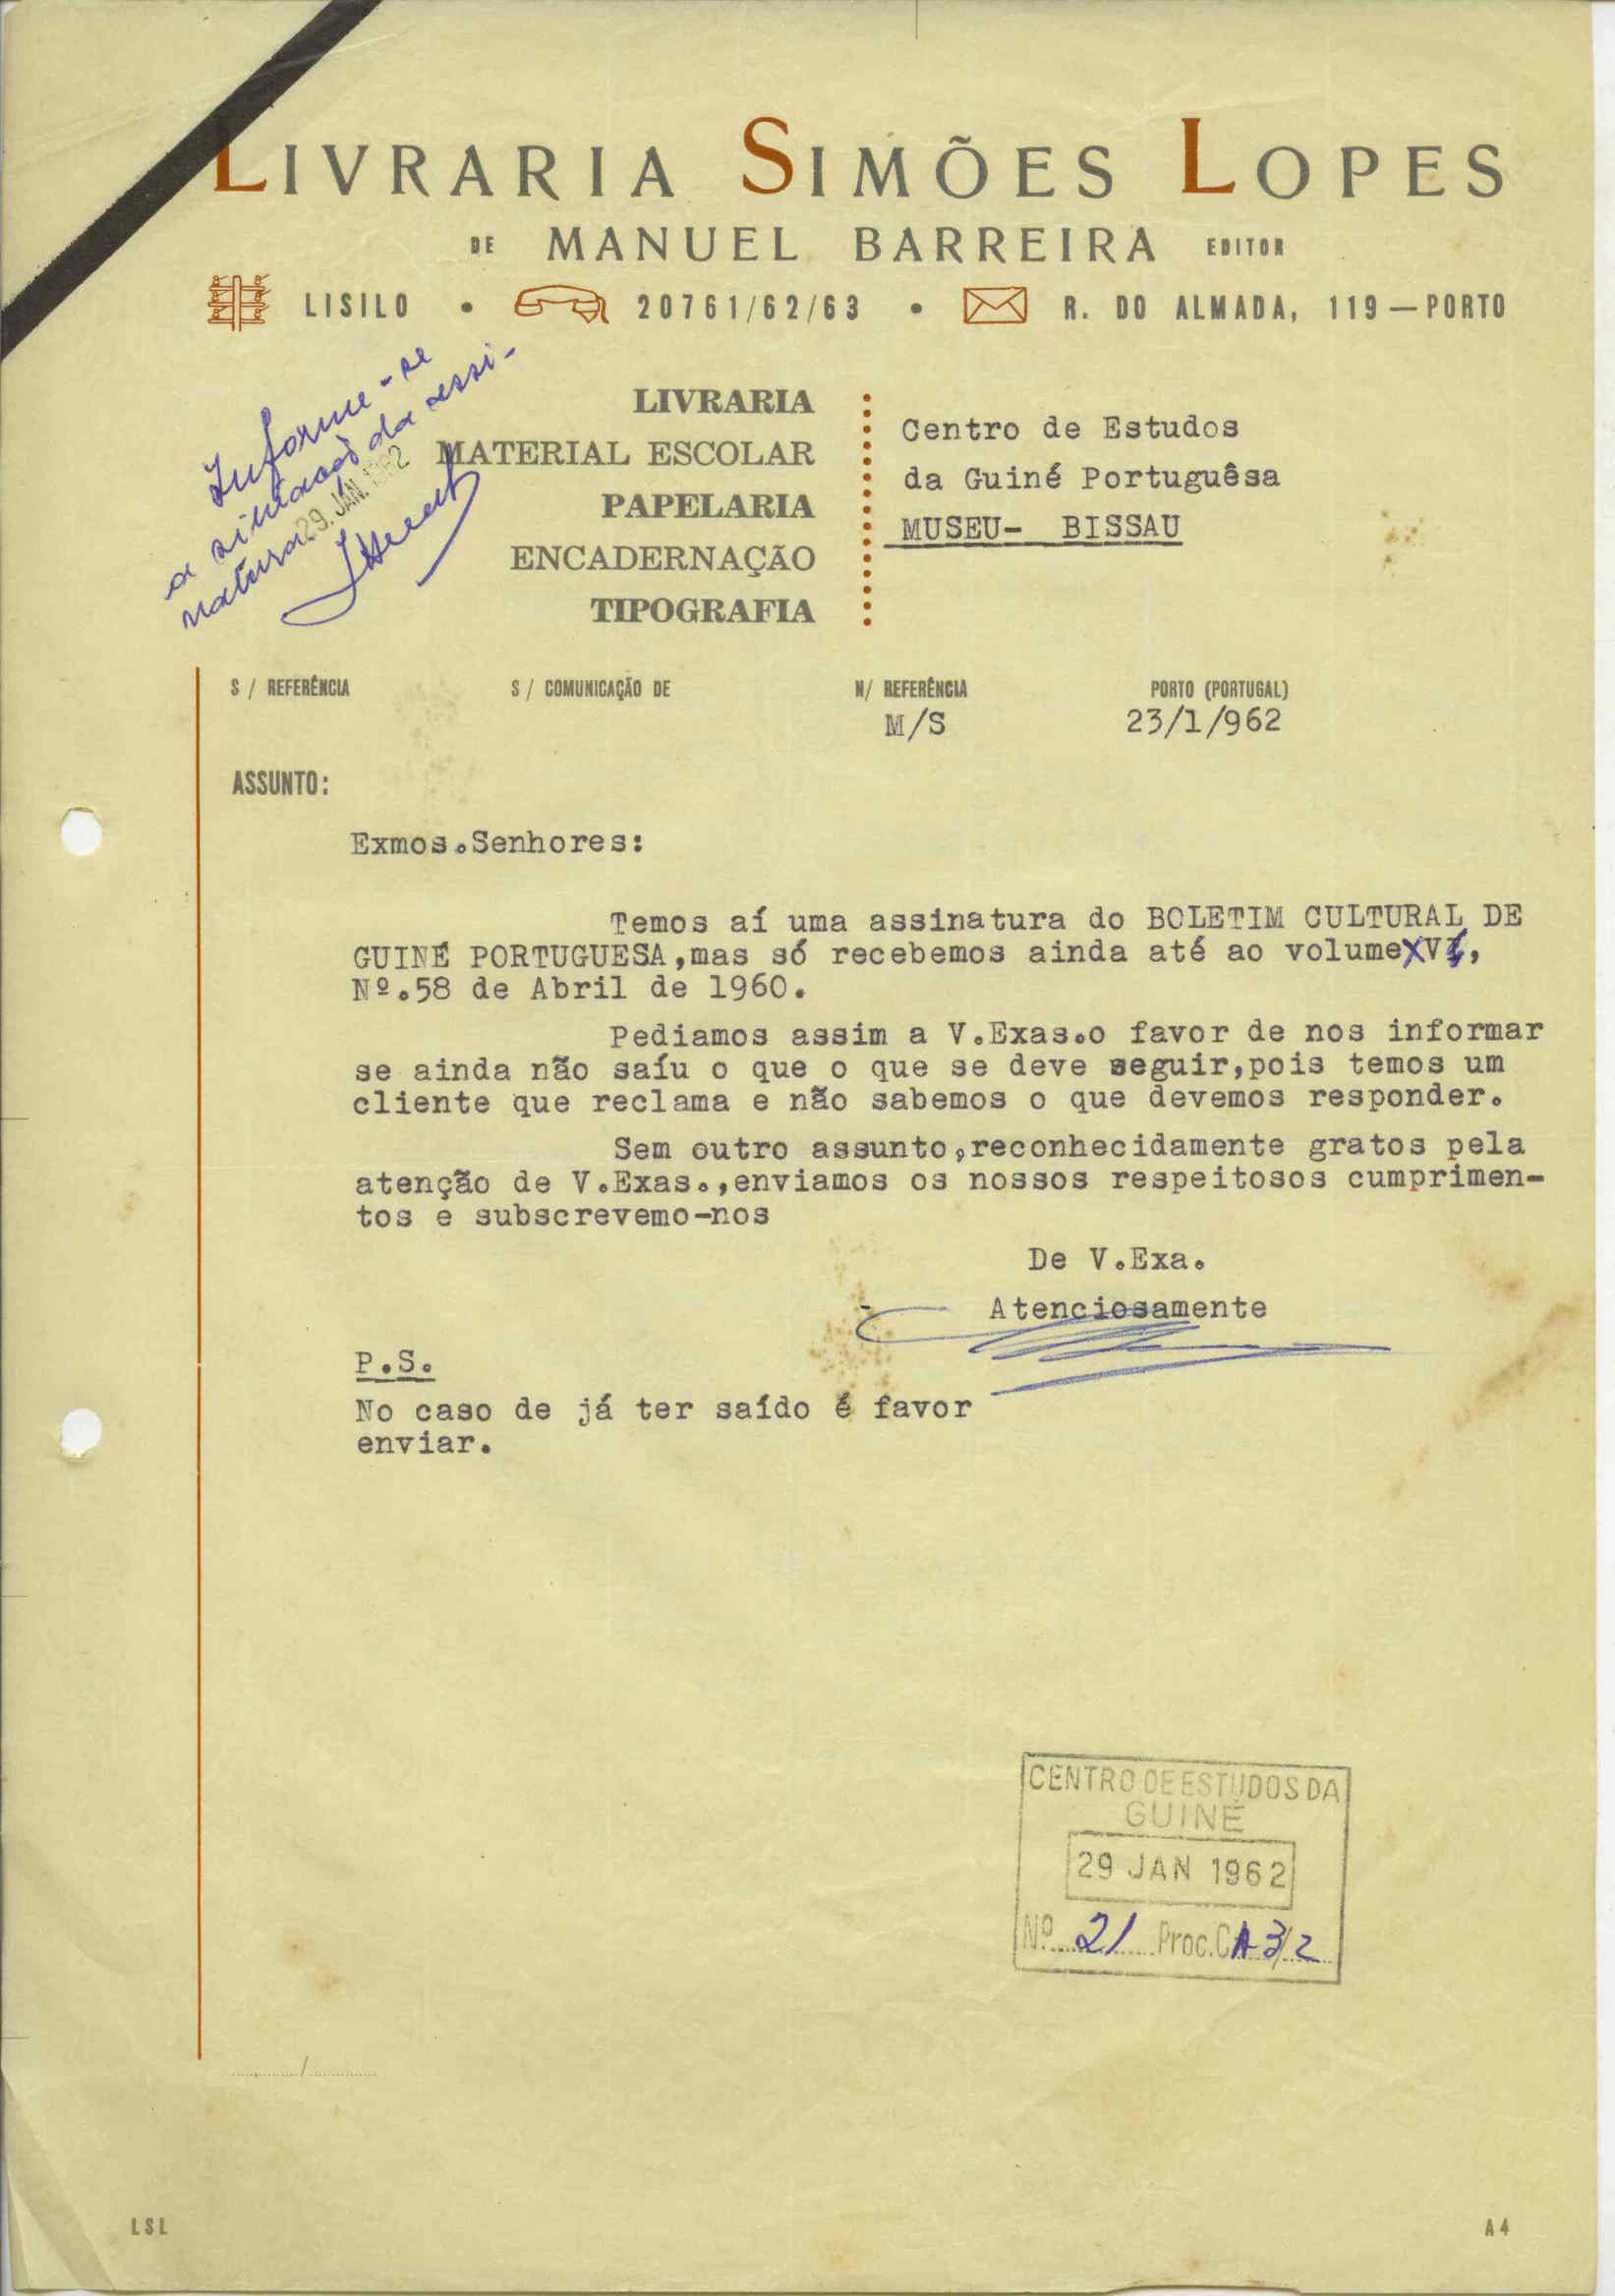 LIVRARIA SIMÕES LOPES
DE MANUEL BARREIRA EDITOR
LISILO • 20761/62/63 • R. DO ALMADA, 119 — PORTO
Informe-se
a situação da assi-
natura
29. JAN. 1962
LIVRARIA
MATERIAL ESCOLAR
PAPELARIA
ENCADERNAÇÃO
TIPOGRAFIA
Centro de Estudos
da Guiné Portuguêsa
MUSEU- BISSAU
S / REFERÊNCIA S / COMUNICAÇÃO DE N/ REFERÊNCIA PORTO (PORTUGAL)
M/S 23/1/962
ASSUNTO:
Exmos.Senhores:
Temos aí uma assinatura do BOLETIM CULTURAL DE
GUINÉ PORTUGUESA,mas só recebemos ainda até ao volume XV,
Nº.58 de Abril de 1960.
Pediamos assim a V.Exas.o favor de nos informar
se ainda não saíu o que o que se deve seguir,pois temos um
cliente que reclama e não sabemos o que devemos responder.
Sem outro assunto,reconhecidamente gratos pela
atenção de V.Exas.,enviamos os nossos respeitosos cumprimen-
tos e subscrevemo-nos
De V.Exa.
Atenciosamente
P.S.
No caso de já ter saído é favor
enviar.
CENTRO DE ESTUDOS DA
GUINÉ
29 JAN 1962
Nº 21 Proc.CA 3/2
LSL A4